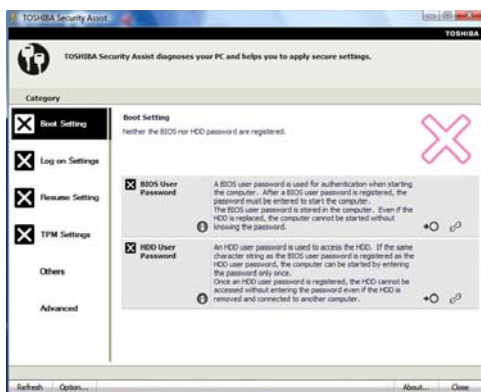 TOSHIBA Security Assist
TOSHIBA
TOSHIBA Security Assist diagnoses your PC and helps you to apply secure settings.
Category
Boot Setting
Log on Settings
Resume Setting
TPM Settings
Others
Advanced
Boot Setting
Neither the BIOS nor HDD password are registered.
BIOS User
Password
A BIOS user password is used for authentication when starting
the computer. After a BIOS user password is registered, the
password must be entered to start the computer.
The BIOS user password is stored in the computer. Even if the
HDD is replaced, the computer cannot be started without
knowing the password.
HDD User
Password
An HDD user password is used to access the HDD. If the same
character string as the BIOS user password is registered as the
HDD user password, the computer can be started by entering
the password only once.
Once an HDD user password is registered, the HDD cannot be
accessed without entering the password even if the HDD is
removed and connected to another computer.
Refresh
Option...
About...
Close